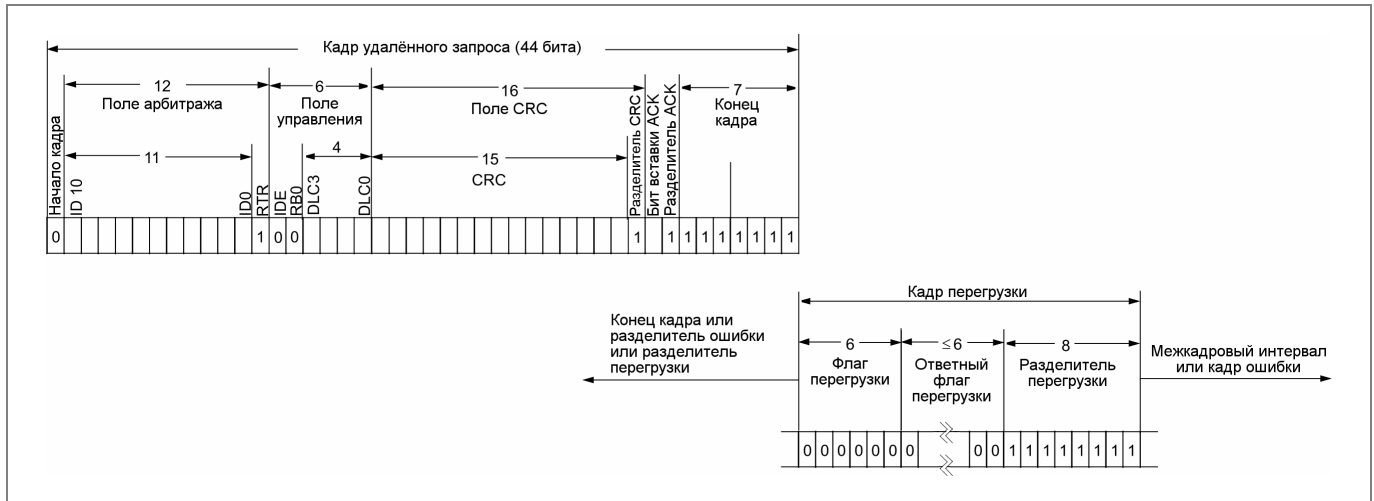 Кадр удалённого запроса (44 бита)
12
Поле арбитража
6
Поле
управления
16
Поле CRC
7
Конец
кадра
11
4
15
CRC
Начало кадра
ID 10
ID0
RTR
IDE
RB0
DLC3
DLC0
Разделитель CRC
Бит вставки ACK
Разделитель ACK
0 1 0 0 1 1 1 1 1 1 1 1 1
Кадр перегрузки
Конец кадра или
разделитель ошибки
или разделитель
перегрузки
6
Флаг
перегрузки
≤6
Ответный
флаг
перегрузки
8
Разделитель
перегрузки
Межкадровый интервал
или кадр ошибки
0 0 0 0 0 0 0 0 0 1 1 1 1 1 1 1 1